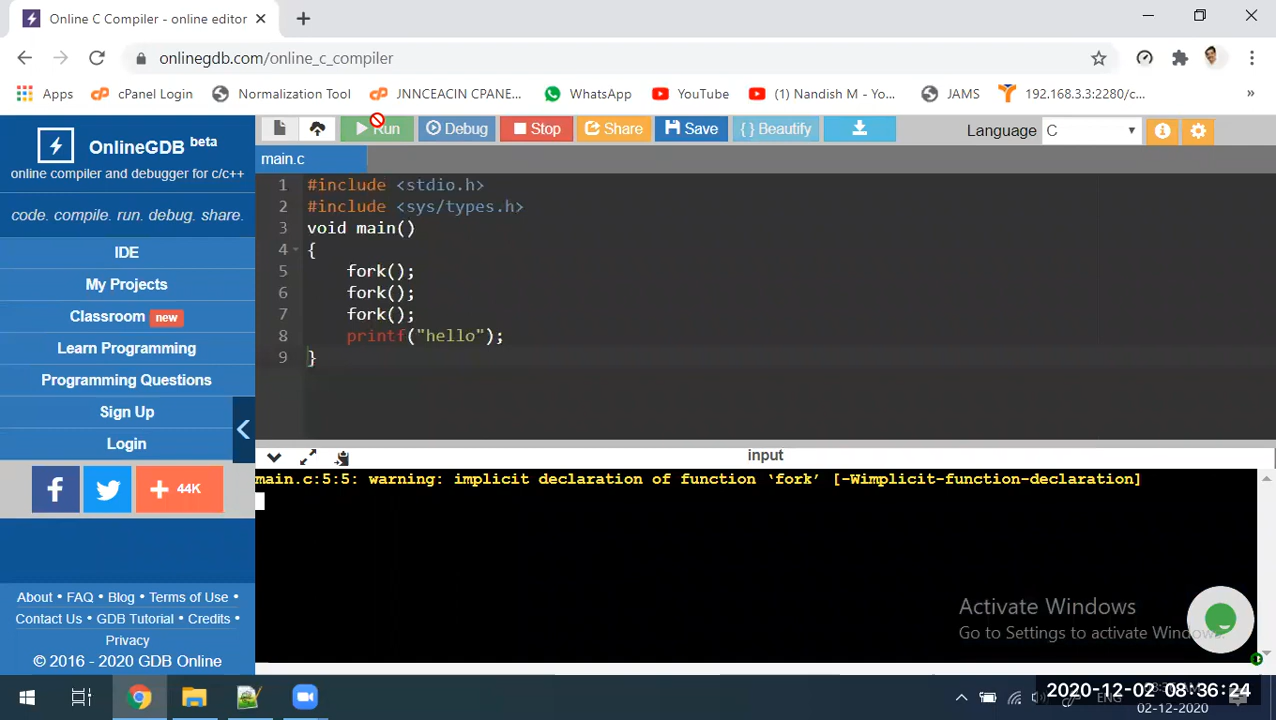 Online C Compiler - online editor
onlinegdb.com/online_c_compiler
Apps cPanel Login Normalization Tool JNNCEACIN CPANE... WhatsApp YouTube (1) Nandish M - Yo... JAMS 192.168.3.3:2280/c... »
OnlineGDB beta
online compiler and debugger for c/c++
code. compile. run. debug. share.
IDE
My Projects
Classroom new
Learn Programming
Programming Questions
Sign Up
Login
44K
About • FAQ • Blog • Terms of Use •
Contact Us • GDB Tutorial • Credits •
Privacy
© 2016 - 2020 GDB Online
Run Debug Stop Share Save { } Beautify
Language C
main.c
1 #include <stdio.h>
2 #include <sys/types.h>
3 void main()
4 {
5 fork();
6 fork();
7 fork();
8 printf("hello");
9 }
input
main.c:5:5: warning: implicit declaration of function ‘fork’ [-Wimplicit-function-declaration]
Activate Windows
Go to Settings to activate Windows.
ENG
2020-12-02 08:36:24
02-12-2020